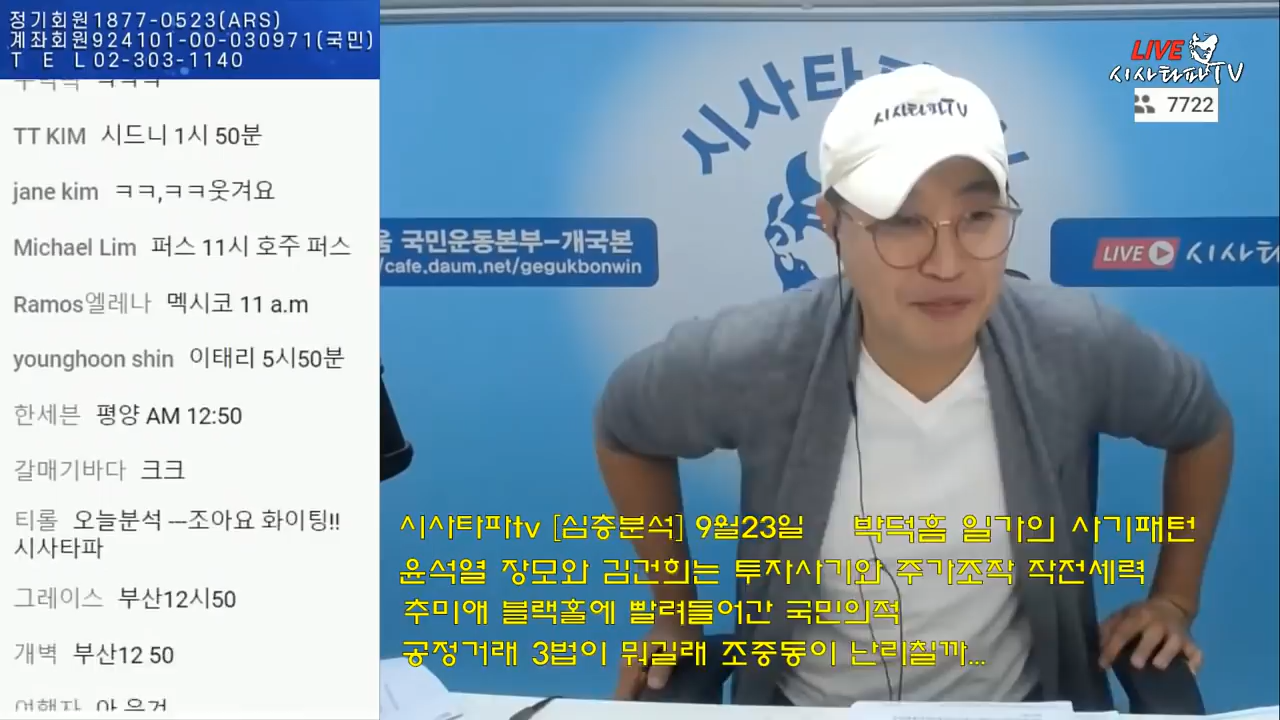 정기회원1877-0523(ARS)
계좌회원924101-00-030971(국민)
T E L 02-303-1140
TT KIM 시드니 1시 50분
jane kim ㅋㅋ,ㅋㅋ웃겨요
Michael Lim 퍼스 11시 호주 퍼스
Ramos엘레나 멕시코 11 a.m
younghoon shin 이태리 5시50분
한세븐 평양 AM 12:50
갈매기바다 크크
티롤 오늘분석 ---조아요 화이팅!!
시사타파
그레이스 부산12시50
개벽 부산12 50
LIVE
시사타파TV
7722
시사타파
시사타파TV
국민운동본부-개국본
/cafe.daum.net/gegukbonwin
LIVE 시사타
시사타파tv [심층분석] 9월23일 박덕흠 일가의 사기패턴
윤석열 장모와 김건희는 투자사기와 주가조작 작전세력
추미애 블랙홀에 빨려들어간 국민의적
공정거래 3법이 뭐길래 조중동이 난리칠까...